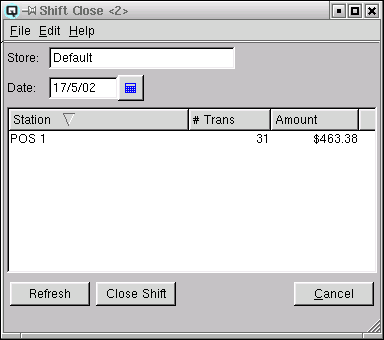 Shift Close <2>
File Edit Help
Store: Default
Date: 17/5/02
Station # Trans Amount
POS 1 31 $463.38
Refresh Close Shift Cancel